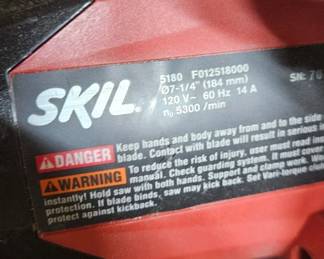 SKIL.
5180 F012518000
Ø7-1/4" (184 mm)
120 V~ 60 Hz 14 A
n₀ 5300 /min
SN: 78
DANGER Keep hands and body away from and to the side
blade. Contact with blade will result in serious in
WARNING To reduce the risk of injury, user must read ins
manual. Check guarding system. It must cover
instantly! Hold saw with both hands. Support and clamp work. We
protection. If blade binds, saw may kick back. Set Vari-torque clutch
protect against kickback.